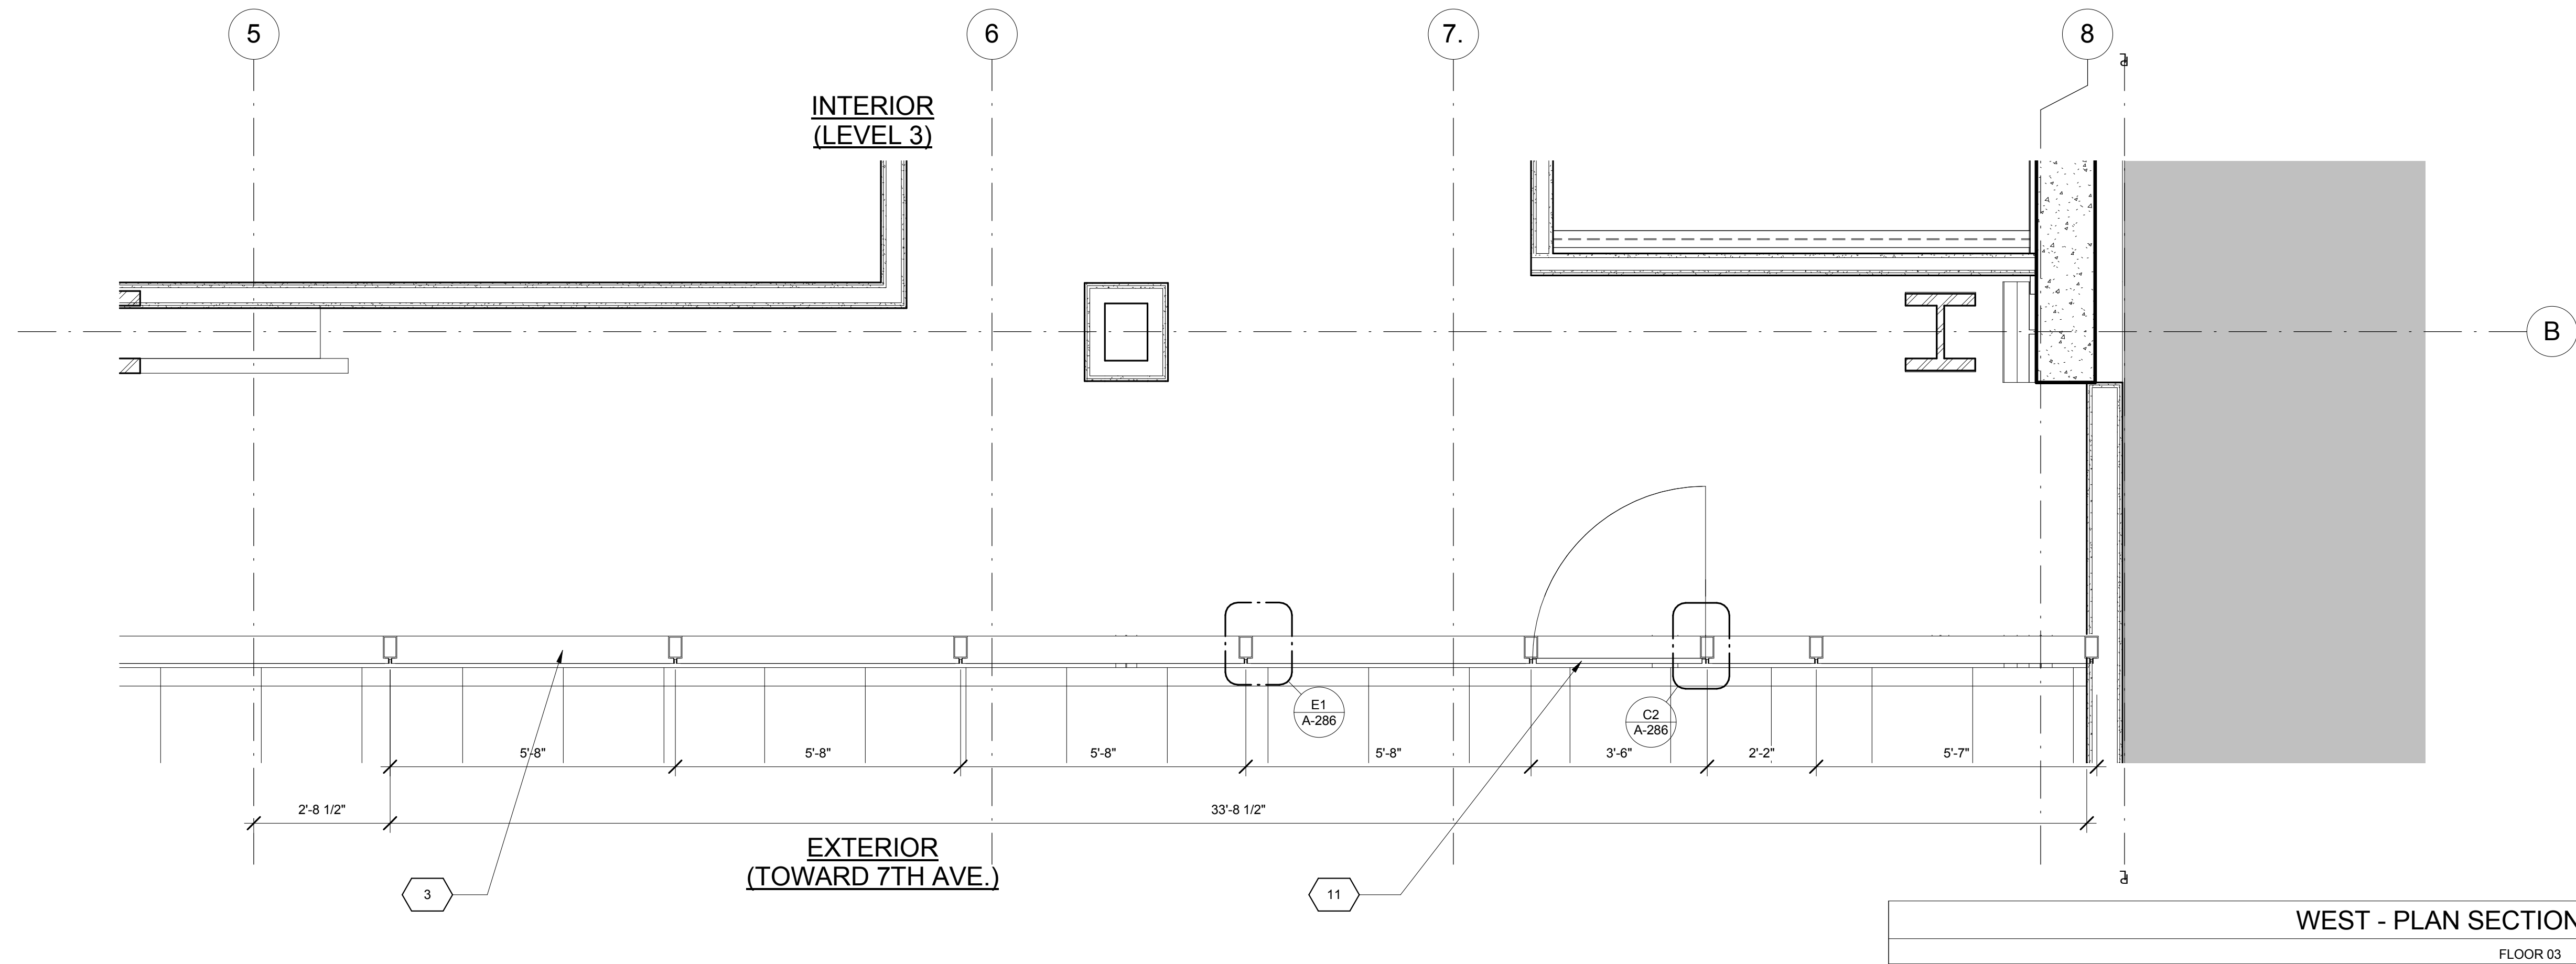 5
6
7.
8
INTERIOR
(LEVEL 3)
B
E1
A-286
C2
A-286
5'-8"
5'-8"
5'-8"
5'-8"
3'-6"
2'-2"
5'-7"
2'-8 1/2"
33'-8 1/2"
EXTERIOR
(TOWARD 7TH AVE.)
3
11
WEST - PLAN SECTION
FLOOR 03